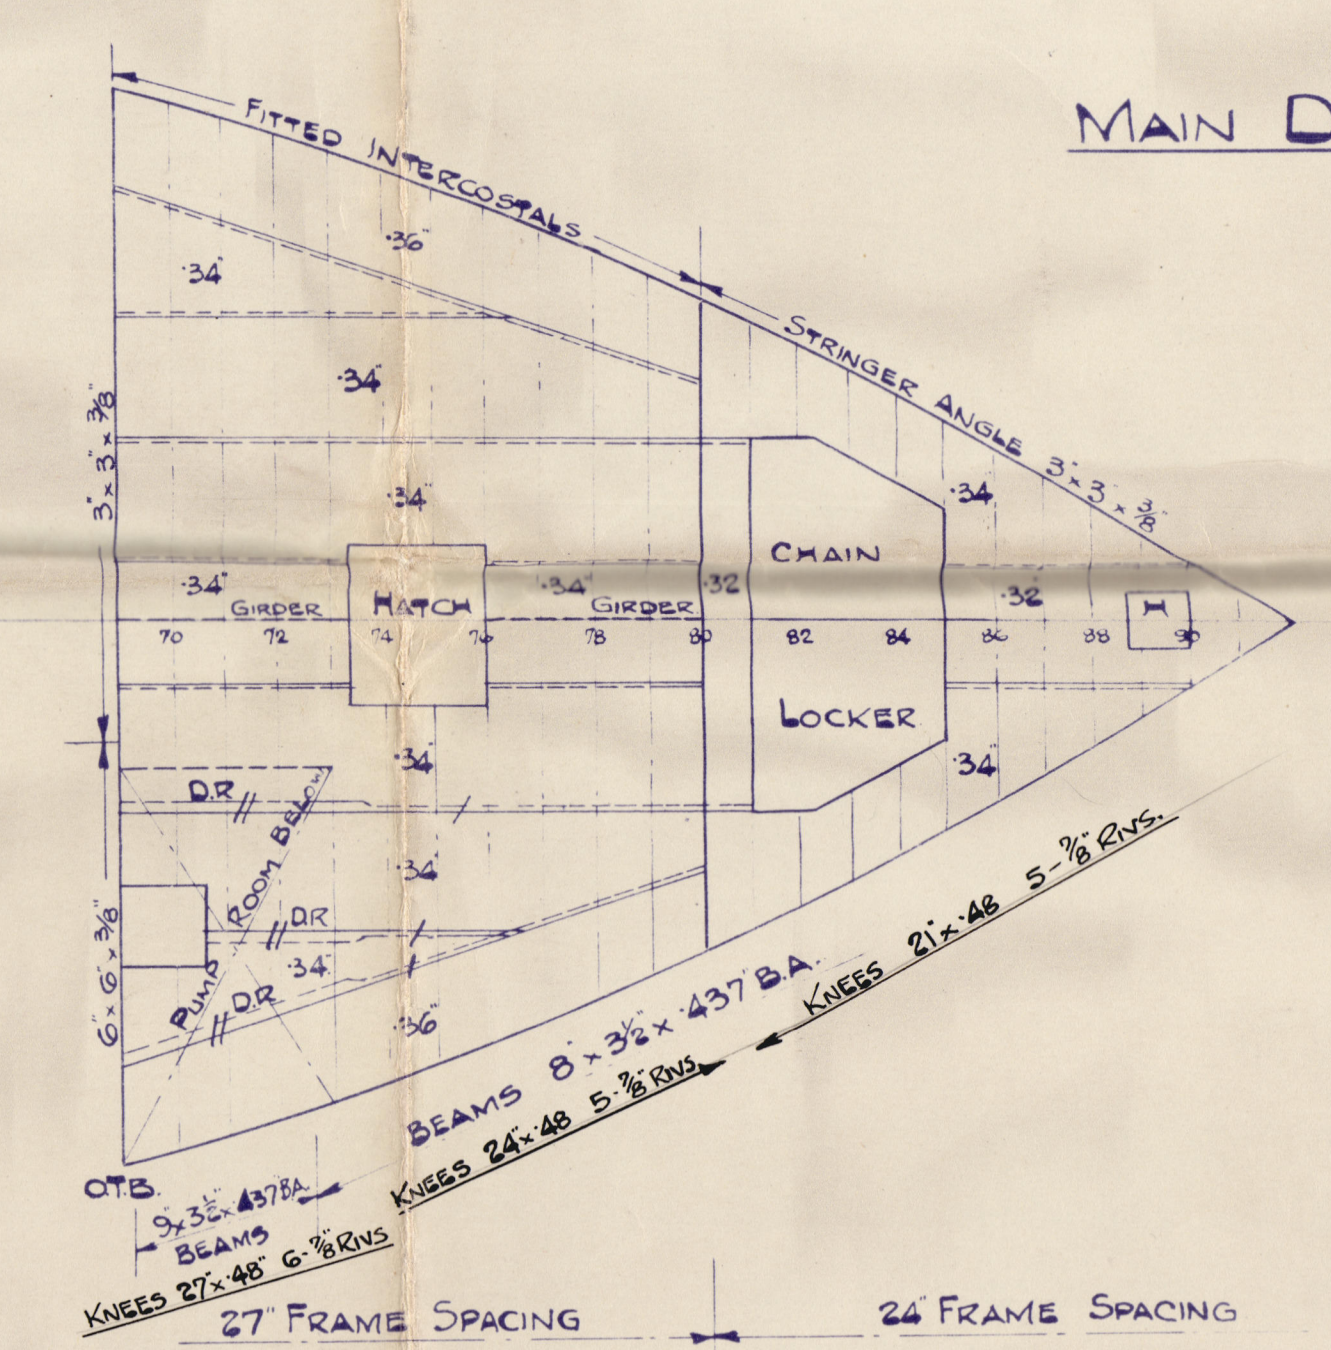 MAIN D
FITTED INTERCOSTALS
.36"
.34"
.34"
STRINGER ANGLE 3" × 3" × 3/8"
3" × 3" × 3/8"
.34"
.34"
CHAIN
.34"
.34"
.32
.32"
GIRDER
HATCH
GIRDER
H
70 72 74 76 78 80 82 84 86 88 90
LOCKER
.34"
.34"
D.R
PUMP ROOM BELOW
.34"
D.R
.34"
6" × 6" × 3/8"
D.R
.36"
KNEES 21" × .48 5-7/8" RIVS.
BEAMS 8" × 3½" × .437" B.A.
KNEES 24" × .48 5-7/8" RIVS
O.T.B.
9" × 3½" × .437" BA
BEAMS
KNEES 27" × .48" 6-7/8" RIVS
27" FRAME SPACING
24" FRAME SPACING